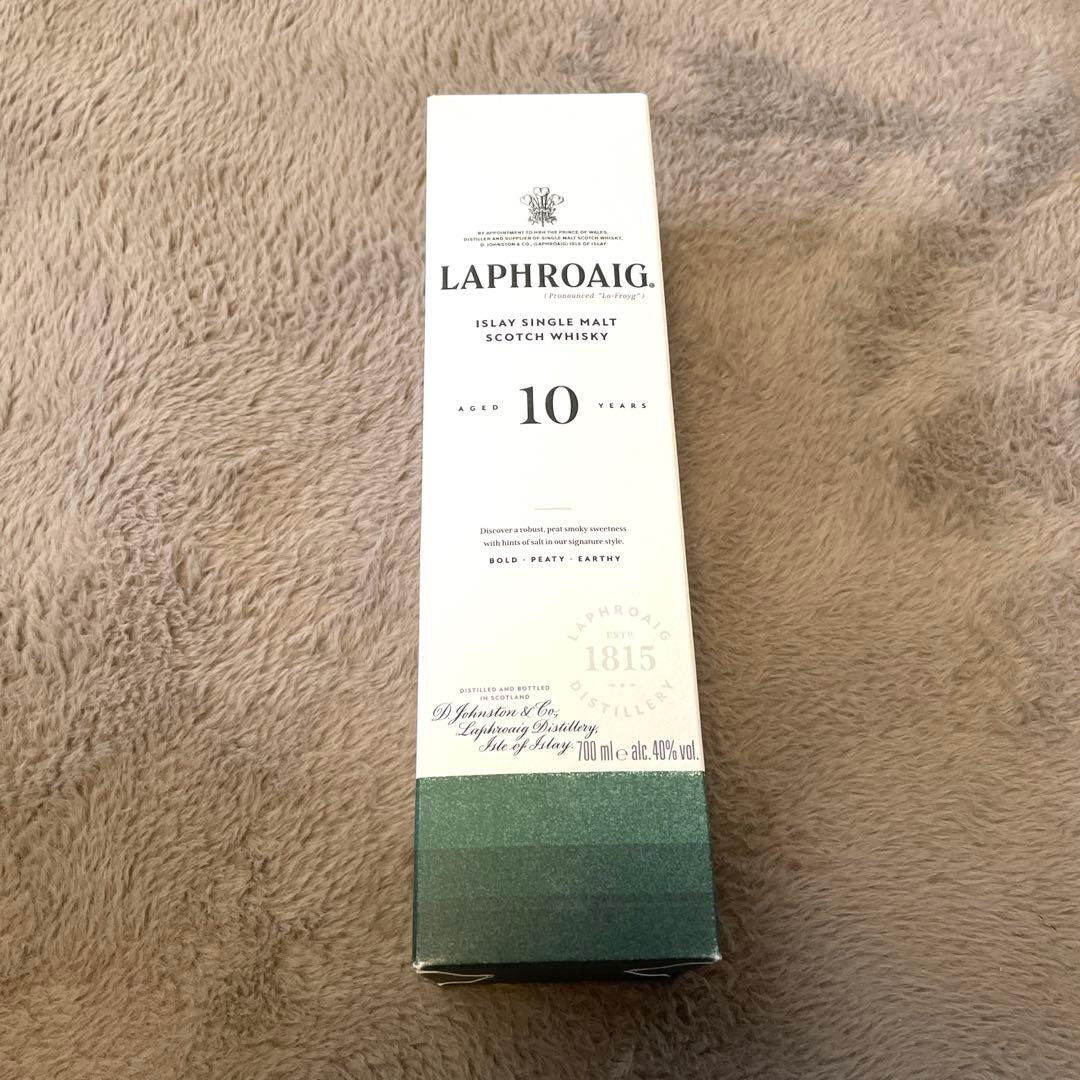 BY APPOINTMENT TO HRH THE PRINCE OF WALES,
DISTILLER AND SUPPLIER OF SINGLE MALT SCOTCH WHISKY,
D. JOHNSTON & CO., (LAPHROAIG) ISLE OF ISLAY
LAPHROAIG®
(Pronounced "La-Froyg")
ISLAY SINGLE MALT
SCOTCH WHISKY
AGED 10 YEARS
Discover a robust, peat smoky sweetness
with hints of salt in our signature style.
BOLD · PEATY · EARTHY
LAPHROAIG
ESTD
1815
DISTILLERY
DISTILLED AND BOTTLED
IN SCOTLAND
D. Johnston & Co.,
Laphroaig Distillery,
Isle of Islay.
700 ml e alc. 40% vol.